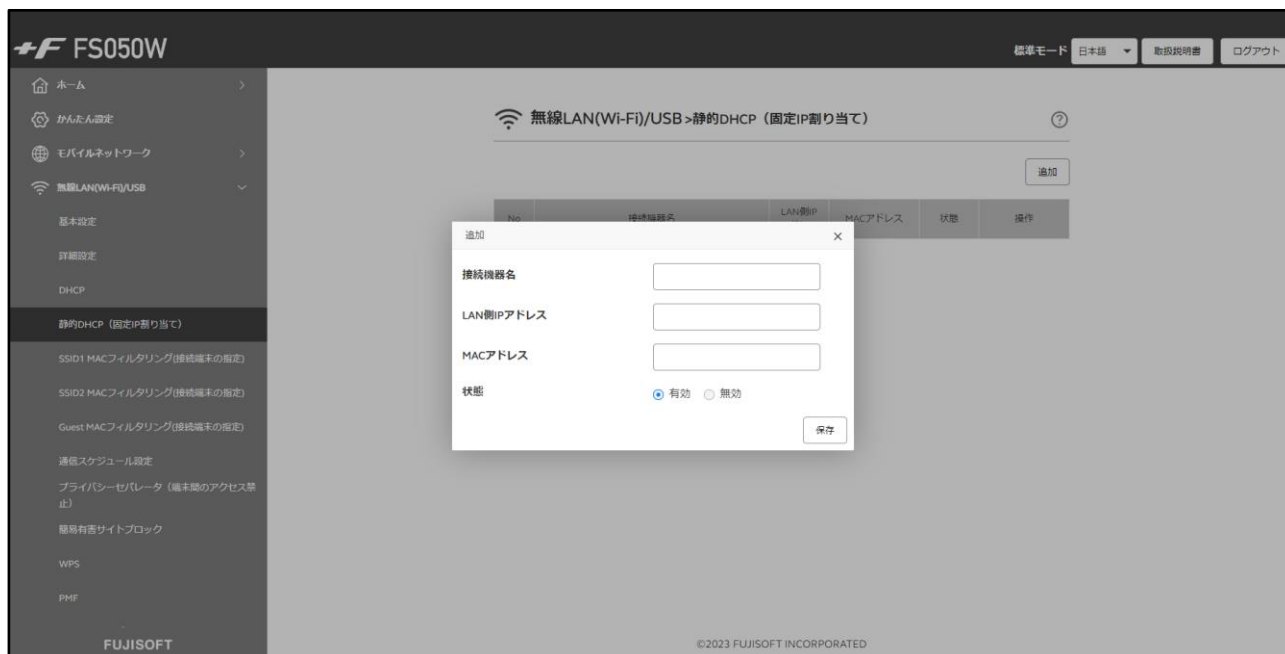 +F FS050W
標準モード 日本語 取扱説明書 ログアウト
ホーム
かんたん設定
モバイルネットワーク
無線LAN(Wi-Fi)/USB
基本設定
詳細設定
DHCP
静的DHCP（固定IP割り当て）
SSID1 MACフィルタリング(接続端末の指定)
SSID2 MACフィルタリング(接続端末の指定)
Guest MACフィルタリング(接続端末の指定)
通信スケジュール設定
プライバシーセパレータ（端末間のアクセス禁
止）
簡易有害サイトブロック
WPS
PMF
FUJISOFT
無線LAN(Wi-Fi)/USB>静的DHCP（固定IP割り当て）
追加
No 接続機器名 LAN側IP MACアドレス 状態 操作
追加
接続機器名
LAN側IPアドレス
MACアドレス
状態 有効 無効
保存
©2023 FUJISOFT INCORPORATED